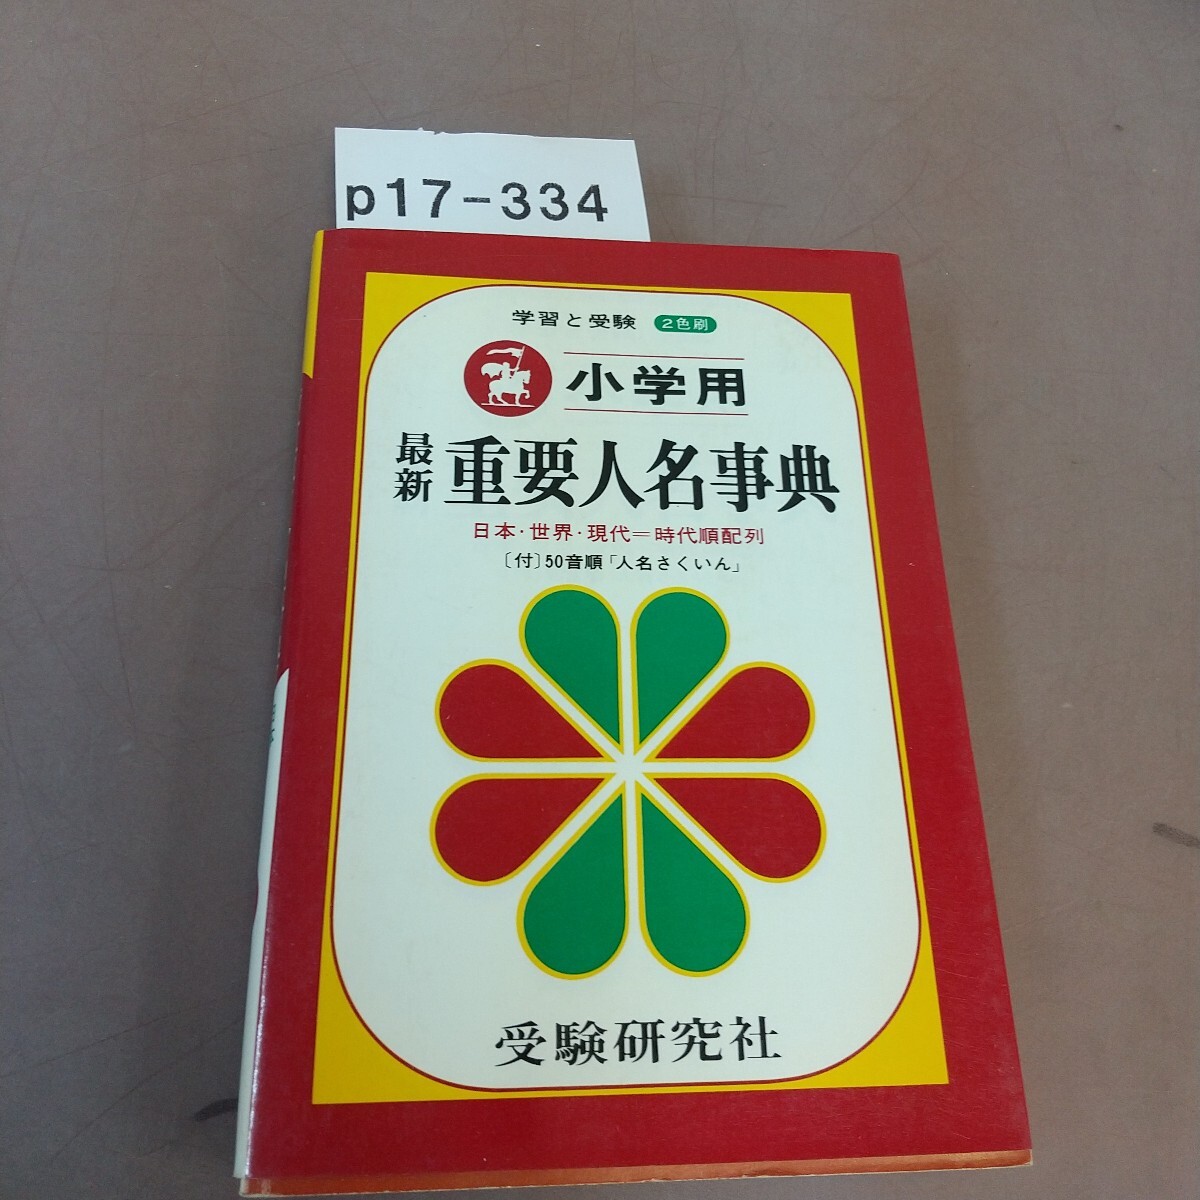 p17-334
学習と受験 2色刷
小学用
最新 重要人名事典
日本・世界・現代＝時代順配列
〔付〕50音順「人名さくいん」
受験研究社